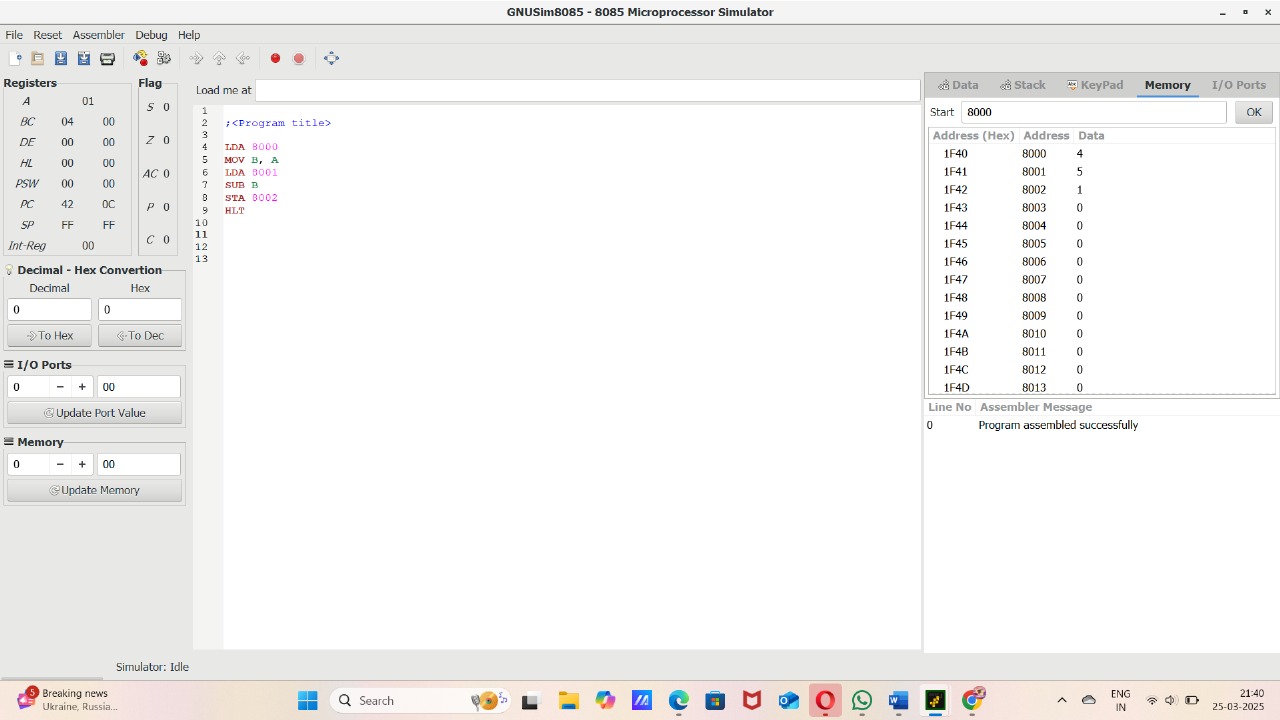 GNUSim8085 - 8085 Microprocessor Simulator
File Reset Assembler Debug Help
Registers
A 01
BC 04 00
DE 00 00
HL 00 00
PSW 00 00
PC 42 0C
SP FF FF
Int-Reg 00
Flag
S 0
Z 0
AC 0
P 0
C 0
Decimal - Hex Convertion
Decimal Hex
0 0
To Hex To Dec
I/O Ports
0 − + 00
Update Port Value
Memory
0 − + 00
Update Memory
Load me at
1
2 ;<Program title>
3
4 LDA 8000
5 MOV B, A
6 LDA 8001
7 SUB B
8 STA 8002
9 HLT
10
11
12
13
Data Stack KeyPad Memory I/O Ports
Start 8000 OK
Address (Hex) Address Data
1F40 8000 4
1F41 8001 5
1F42 8002 1
1F43 8003 0
1F44 8004 0
1F45 8005 0
1F46 8006 0
1F47 8007 0
1F48 8008 0
1F49 8009 0
1F4A 8010 0
1F4B 8011 0
1F4C 8012 0
1F4D 8013 0
Line No Assembler Message
0 Program assembled successfully
Simulator: Idle
5 Breaking news
Ukraine, Russia...
Search
ENG
IN
21:40
25-03-2025